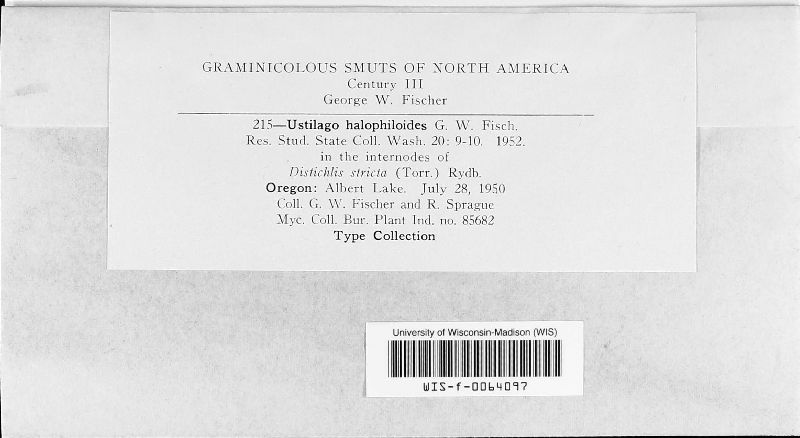 GRAMINICOLOUS SMUTS OF NORTH AMERICA
Century III
George W. Fischer
215—Ustilago halophiloides G. W. Fisch.
Res. Stud. State Coll. Wash. 20: 9-10. 1952.
in the internodes of
Distichlis stricta (Torr.) Rydb.
Oregon: Albert Lake. July 28, 1950
Coll. G. W. Fischer and R. Sprague
Myc. Coll. Bur. Plant Ind. no. 85682
Type Collection
University of Wisconsin-Madison (WIS)
WIS-f-0064097